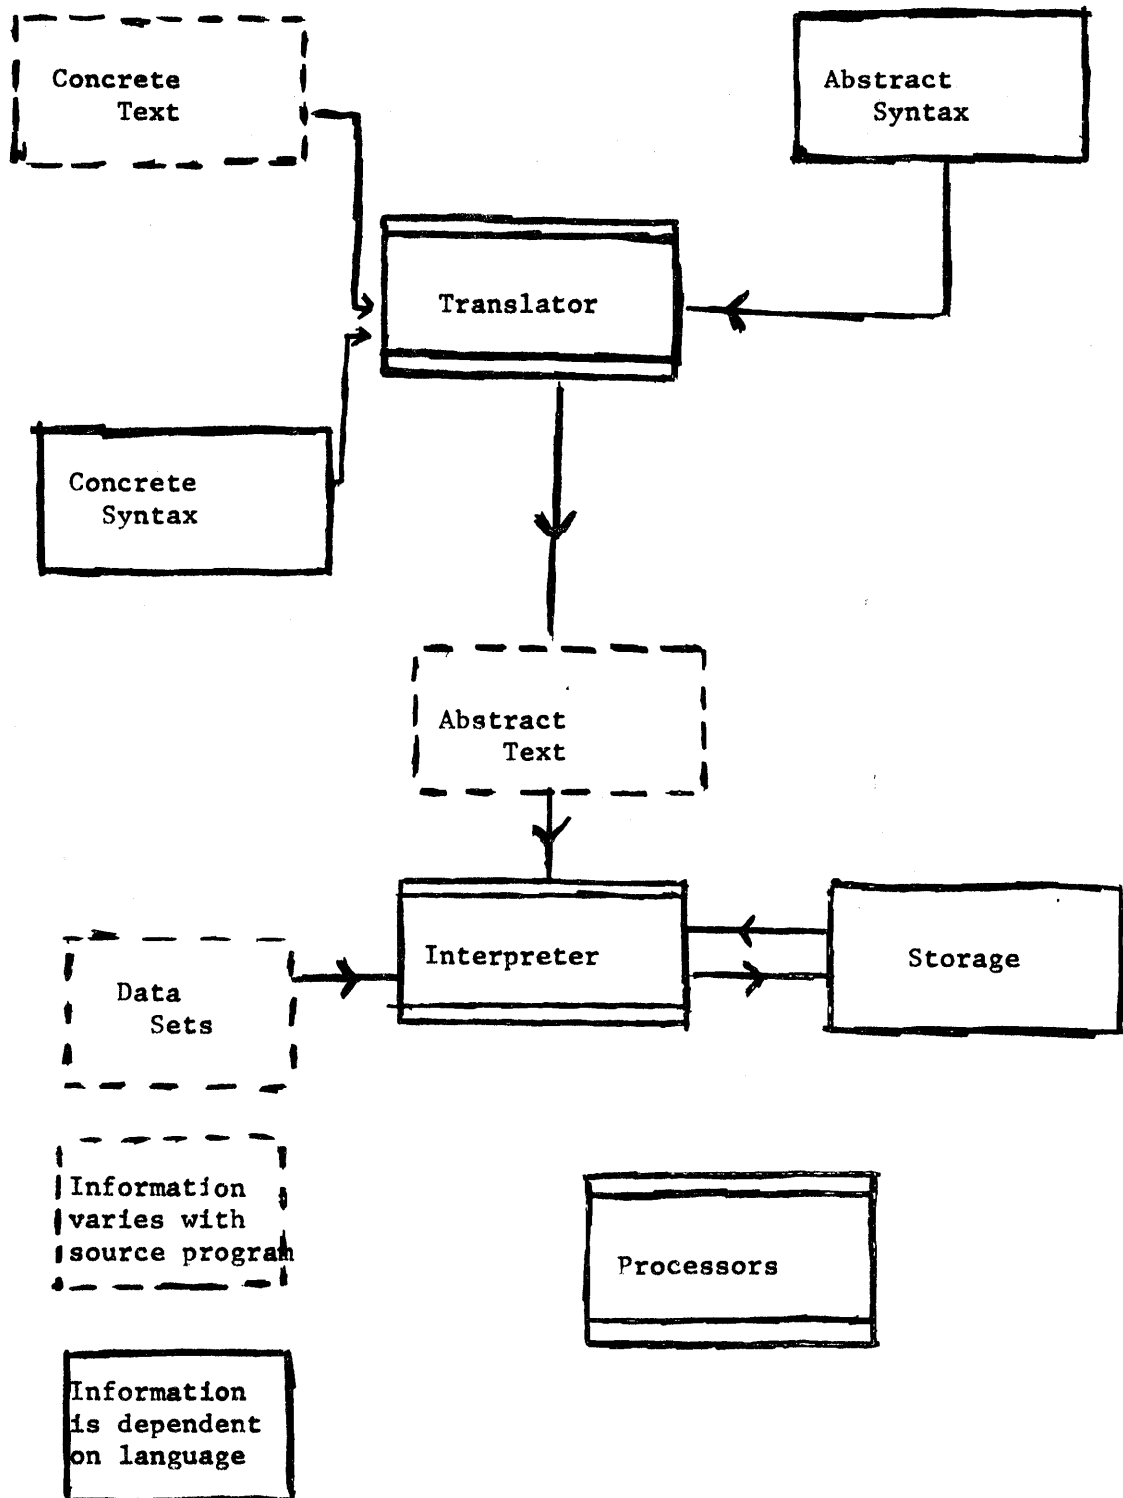 Concrete
Text
Abstract
Syntax
Translator
Concrete
Syntax
Abstract
Text
Interpreter
Storage
Data
Sets
Information
varies with
source program
Processors
Information
is dependent
on language